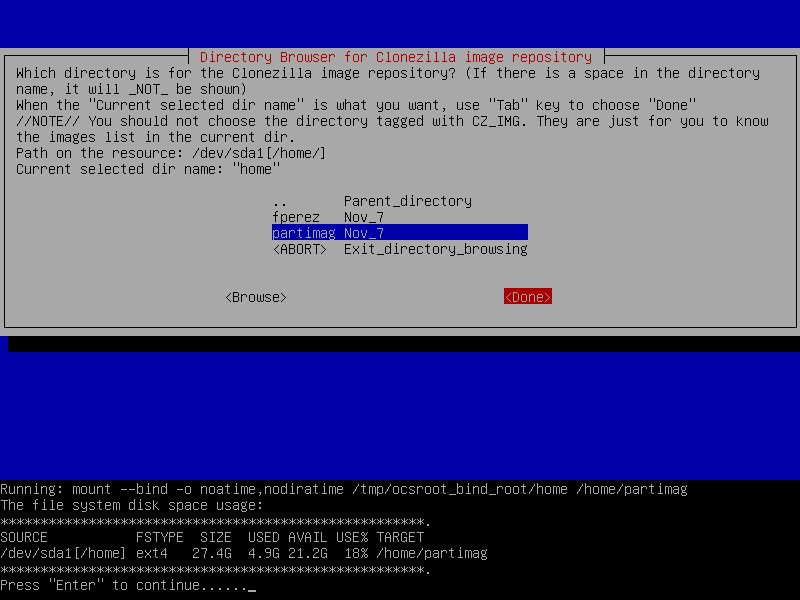 Directory Browser for Clonezilla image repository
Which directory is for the Clonezilla image repository? (If there is a space in the directory
name, it will _NOT_ be shown)
When the "Current selected dir name" is what you want, use "Tab" key to choose "Done"
//NOTE// You should not choose the directory tagged with CZ_IMG. They are just for you to know
the images list in the current dir.
Path on the resource: /dev/sda1[/home/]
Current selected dir name: "home"
.. Parent_directory
fperez Nov_7
partimag Nov_7
<ABORT> Exit_directory_browsing
<Browse> <Done>
Running: mount --bind -o noatime,nodiratime /tmp/ocsroot_bind_root/home /home/partimag
The file system disk space usage:
*****************************************************.
SOURCE FSTYPE SIZE USED AVAIL USE% TARGET
/dev/sda1[/home] ext4 27.4G 4.9G 21.2G 18% /home/partimag
*****************************************************.
Press "Enter" to continue......_